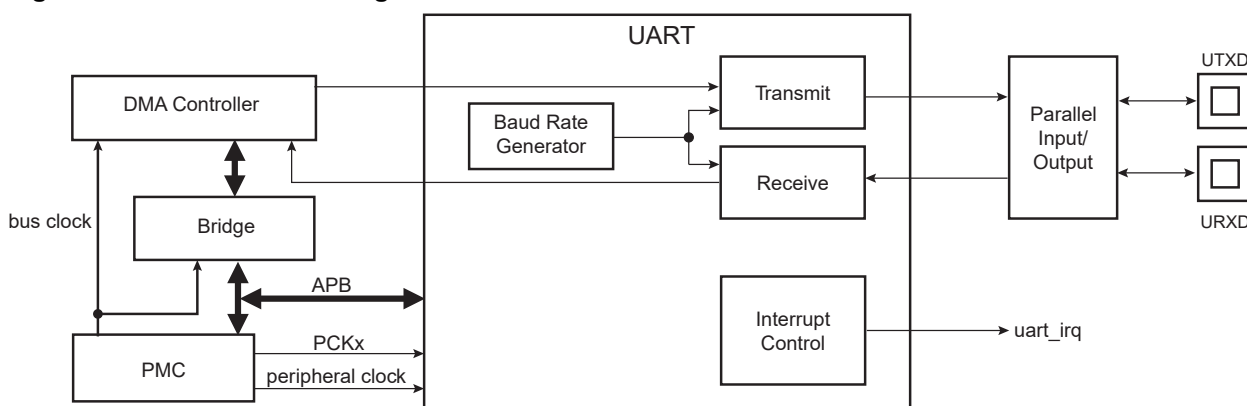 UART
UTXD
DMA Controller
Transmit
Baud Rate
Generator
Parallel
Input/
Output
Receive
bus clock
Bridge
URXD
APB
Interrupt
Control
uart_irq
PCKx
PMC
peripheral clock